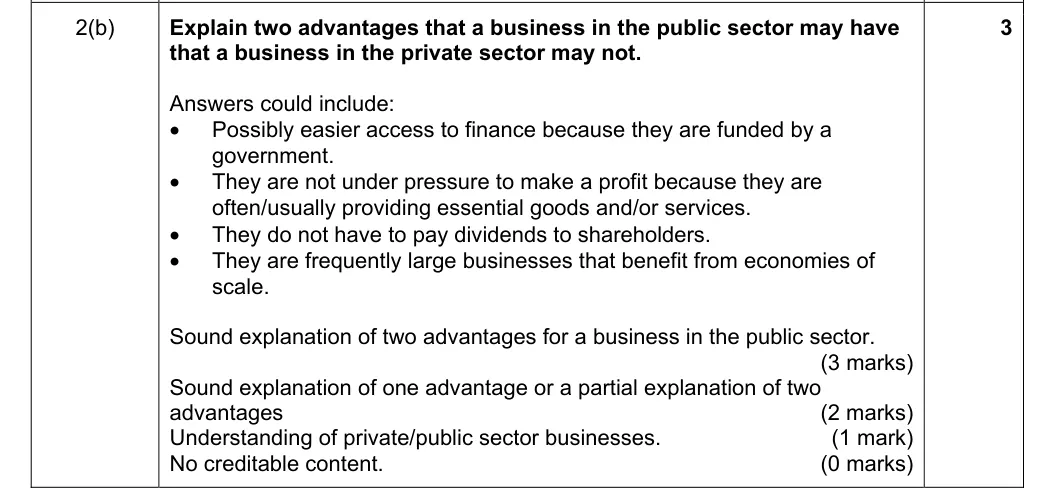 2(b) Explain two advantages that a business in the public sector may have 3
that a business in the private sector may not.
Answers could include:
• Possibly easier access to finance because they are funded by a
government.
• They are not under pressure to make a profit because they are
often/usually providing essential goods and/or services.
• They do not have to pay dividends to shareholders.
• They are frequently large businesses that benefit from economies of
scale.
Sound explanation of two advantages for a business in the public sector.
(3 marks)
Sound explanation of one advantage or a partial explanation of two
advantages (2 marks)
Understanding of private/public sector businesses. (1 mark)
No creditable content. (0 marks)